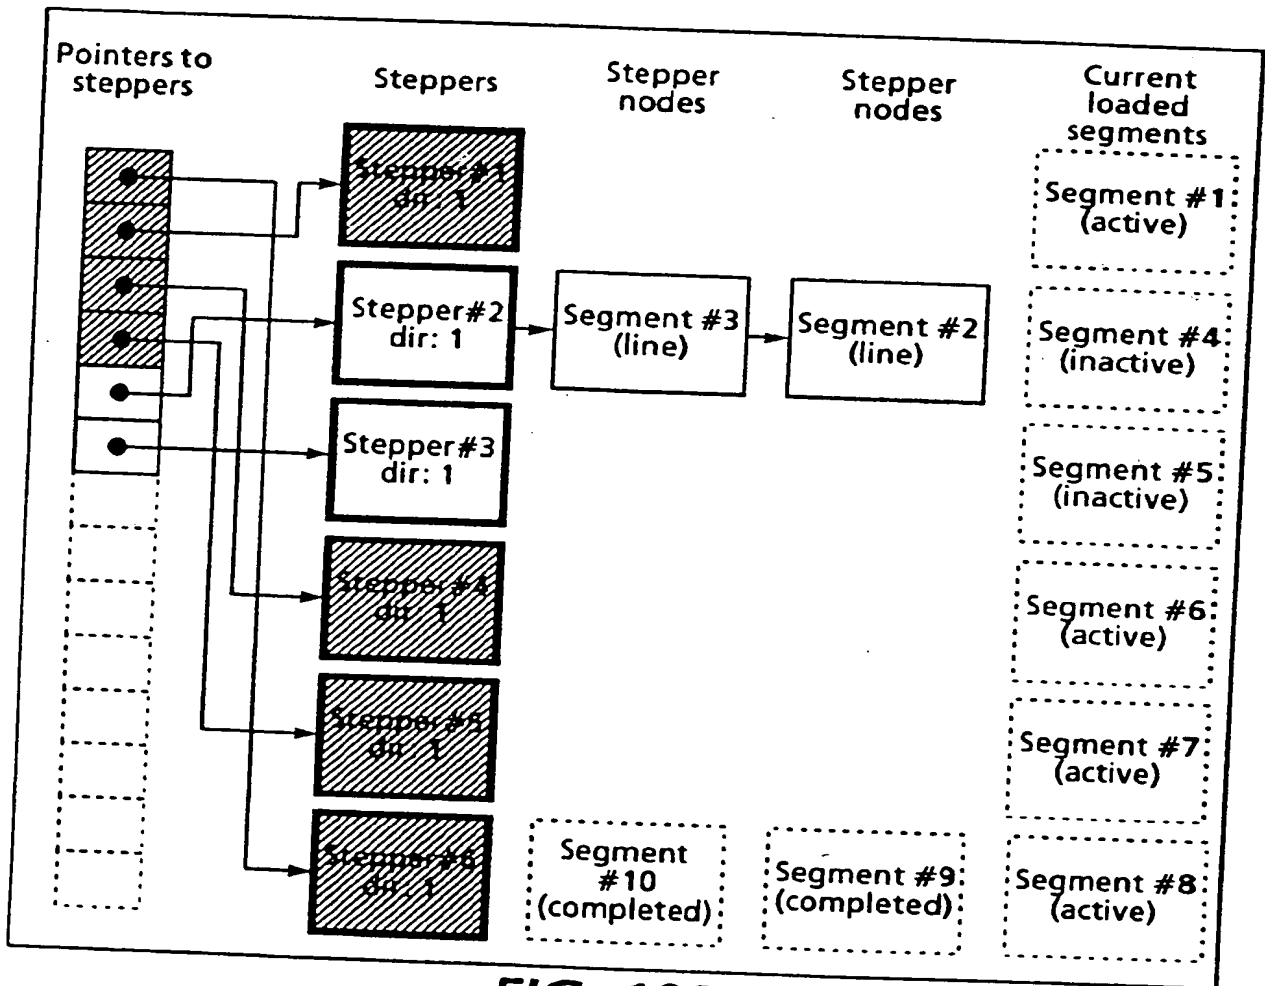 Pointers to
steppers
Steppers
Stepper
nodes
Stepper
nodes
Current
loaded
segments
Stepper#1
dir: 1
Segment #1
(active)
Stepper#2
dir: 1
Segment #3
(line)
Segment #2
(line)
Segment #4
(inactive)
Stepper#3
dir: 1
Segment #5
(inactive)
Stepper#4
dir: 1
Segment #6
(active)
Stepper#5
dir: 1
Segment #7
(active)
Stepper#6
dir: 1
Segment
#10
(completed)
Segment #9
(completed)
Segment #8
(active)
FIG.